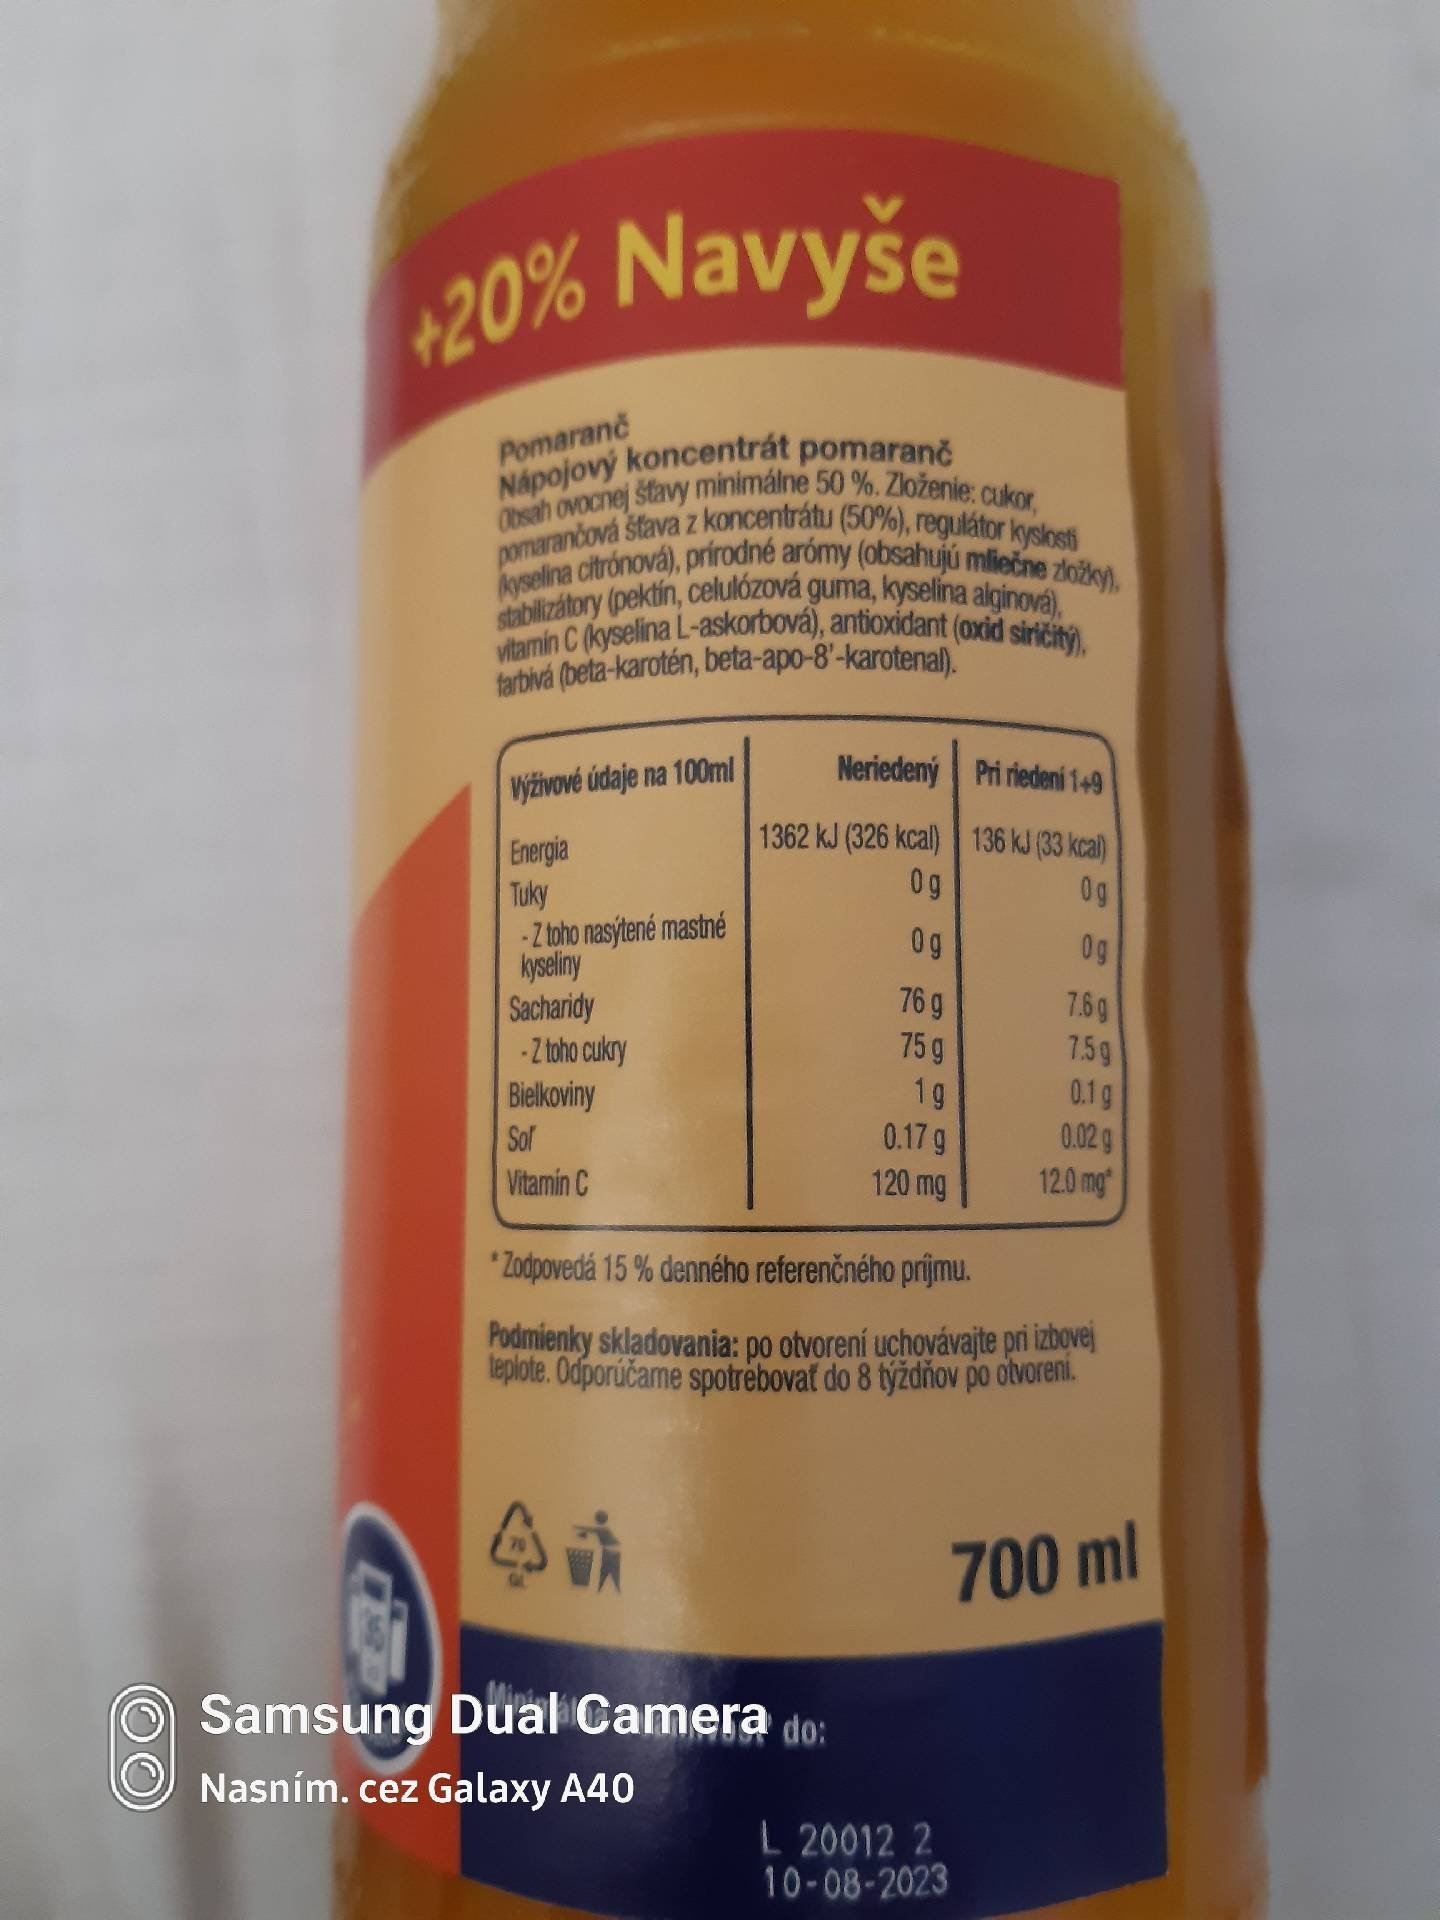 +20% Navyše
Pomaranč
Nápojový koncentrát pomaranč
Obsah ovocnej šťavy minimálne 50 %. Zloženie: cukor,
pomarančová šťava z koncentrátu (50%), regulátor kyslosti
(kyselina citrónová), prírodné arómy (obsahujú mliečne zložky),
stabilizátory (pektín, celulózová guma, kyselina alginová),
vitamín C (kyselina L-askorbová), antioxidant (oxid siričitý),
farbivá (beta-karotén, beta-apo-8'-karotenal).
Výživové údaje na 100ml Neriedený Pri riedení 1+9
Energia 1362 kJ (326 kcal) 136 kJ (33 kcal)
Tuky 0 g 0 g
- Z toho nasýtené mastné
kyseliny 0 g 0 g
Sacharidy 76 g 7.6 g
- Z toho cukry 75 g 7.5 g
Bielkoviny 1 g 0.1 g
Soľ 0.17 g 0.02 g
Vitamín C 120 mg 12.0 mg*
* Zodpovedá 15 % denného referenčného príjmu.
Podmienky skladovania: po otvorení uchovávajte pri izbovej
teplote. Odporúčame spotrebovať do 8 týždňov po otvorení.
70
GL
700 ml
do:
Samsung Dual Camera
Nasním. cez Galaxy A40
L 20012 2
10-08-2023